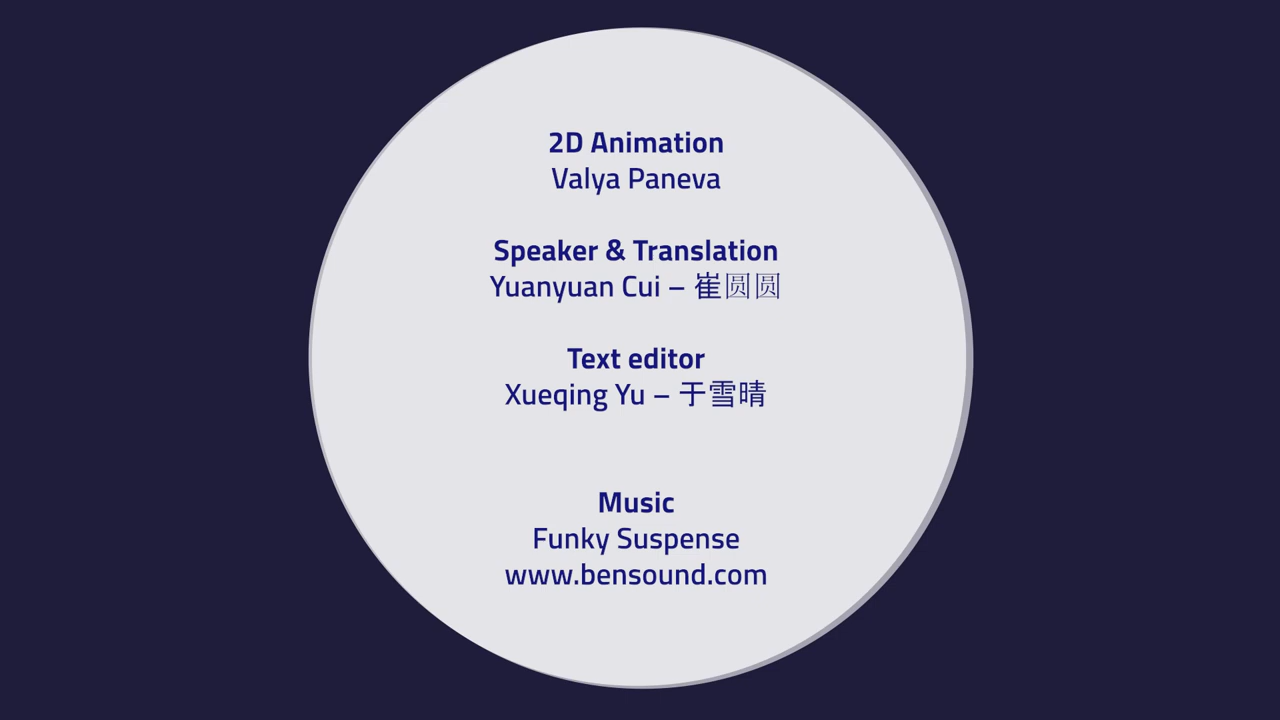 2D Animation
Valya Paneva
Speaker & Translation
Yuanyuan Cui – 崔圆圆
Text editor
Xueqing Yu – 于雪晴
Music
Funky Suspense
www.bensound.com